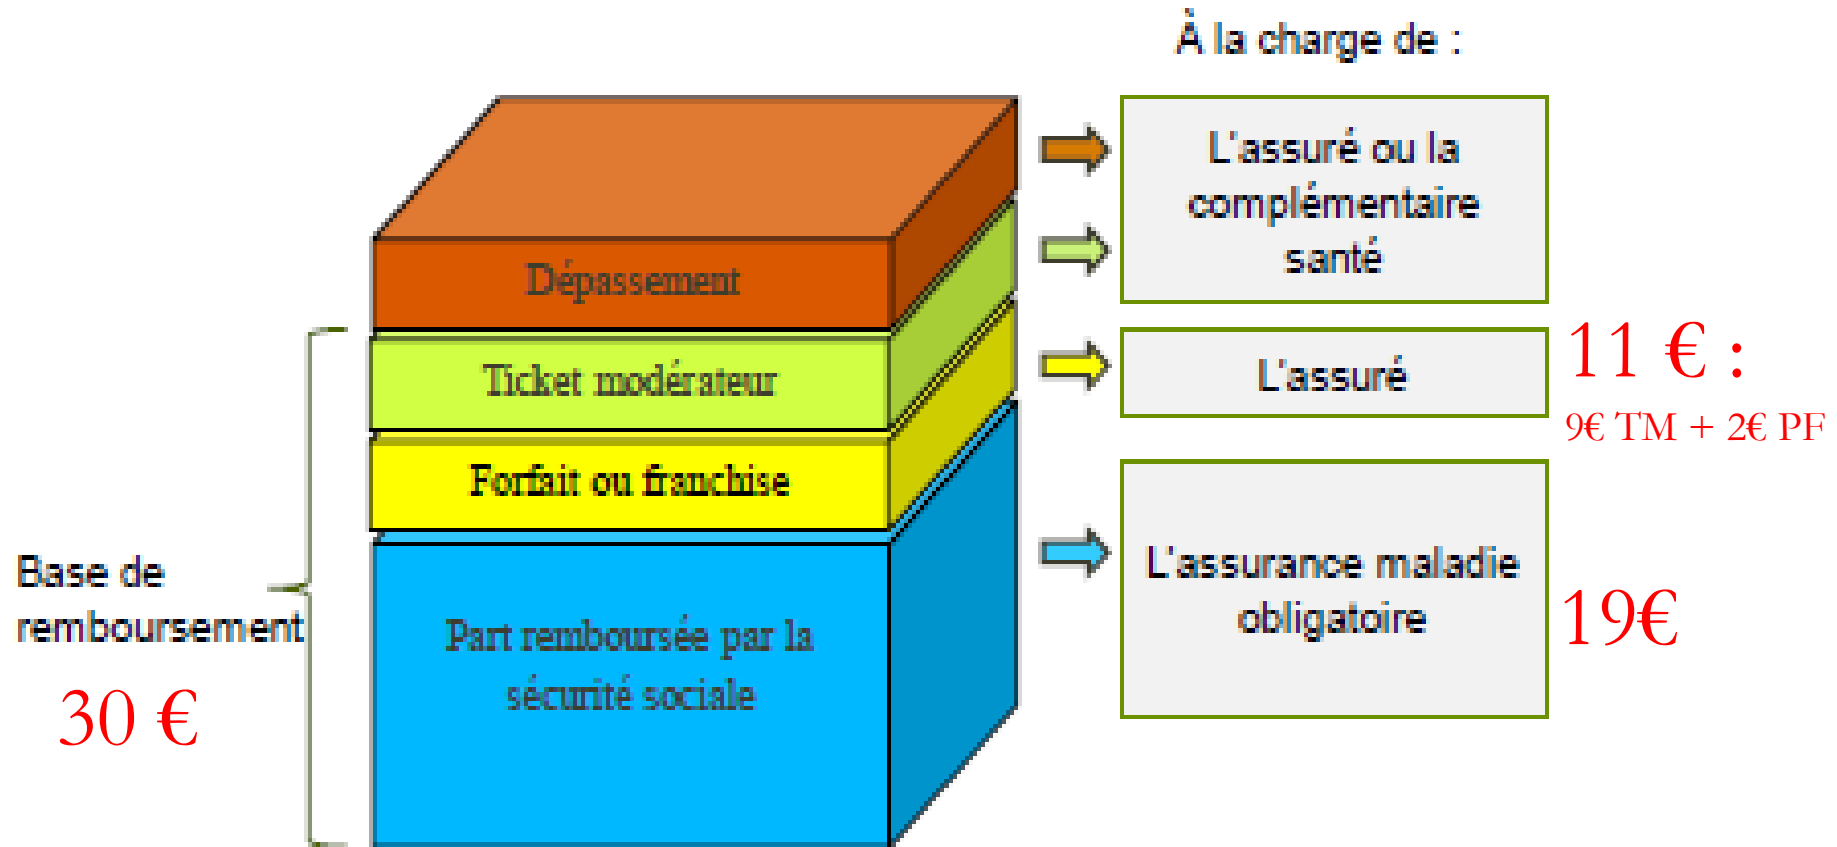 À la charge de :
L'assuré ou la
complémentaire
santé
Dépassement
Ticket modérateur
L'assuré
11 € :
9€ TM + 2€ PF
Forfait ou franchise
Base de
remboursement
30 €
Part remboursée par la
sécurité sociale
L'assurance maladie
obligatoire
19€